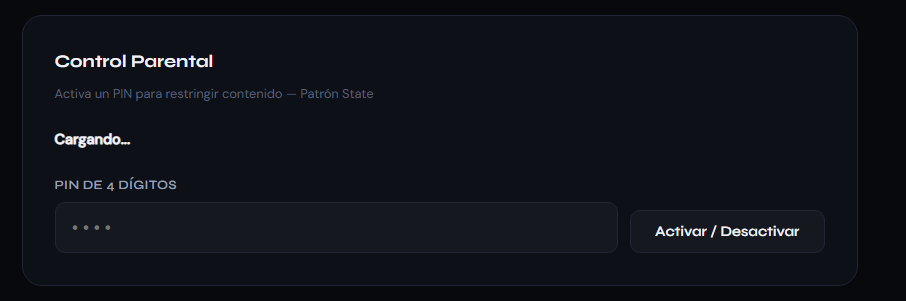 Control Parental
Activa un PIN para restringir contenido — Patrón State
Cargando...
PIN DE 4 DÍGITOS
••••
Activar / Desactivar